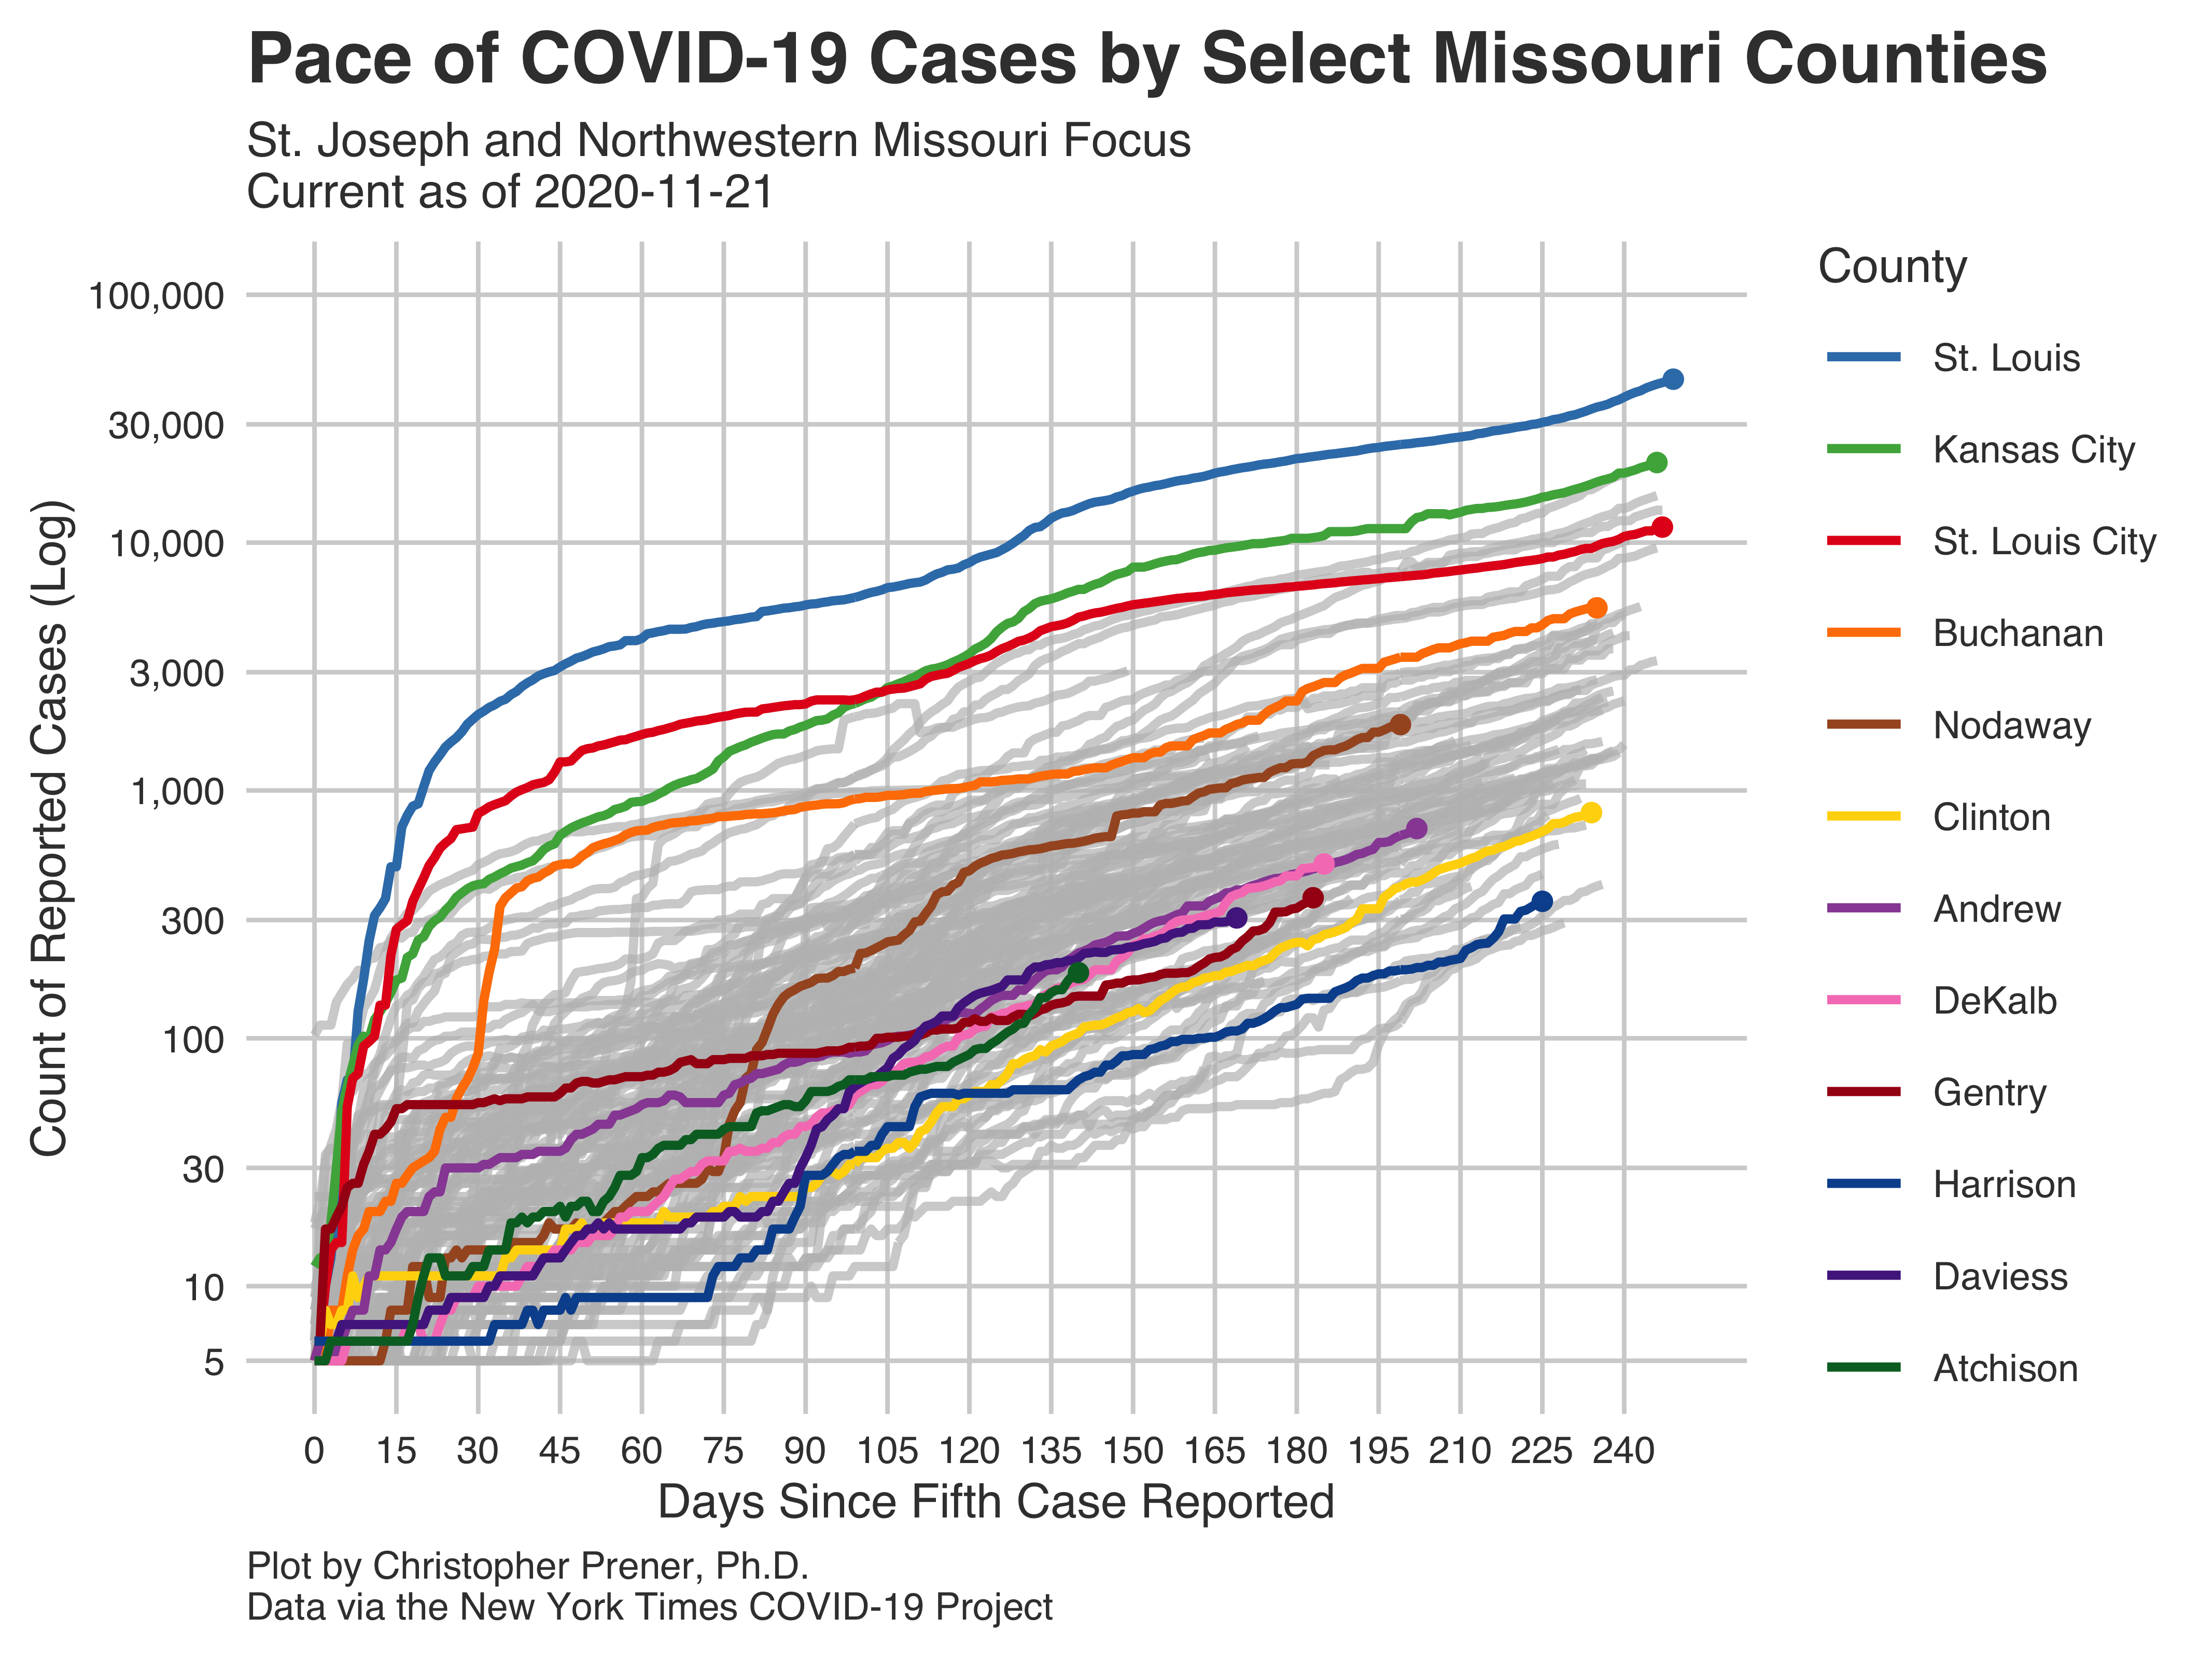 Pace of COVID-19 Cases by Select Missouri Counties
St. Joseph and Northwestern Missouri Focus
Current as of 2020-11-21
Count of Reported Cases (Log)
100,000
30,000
10,000
3,000
1,000
300
100
30
10
5
0 15 30 45 60 75 90 105 120 135 150 165 180 195 210 225 240
Days Since Fifth Case Reported
County
St. Louis
Kansas City
St. Louis City
Buchanan
Nodaway
Clinton
Andrew
DeKalb
Gentry
Harrison
Daviess
Atchison
Plot by Christopher Prener, Ph.D.
Data via the New York Times COVID-19 Project